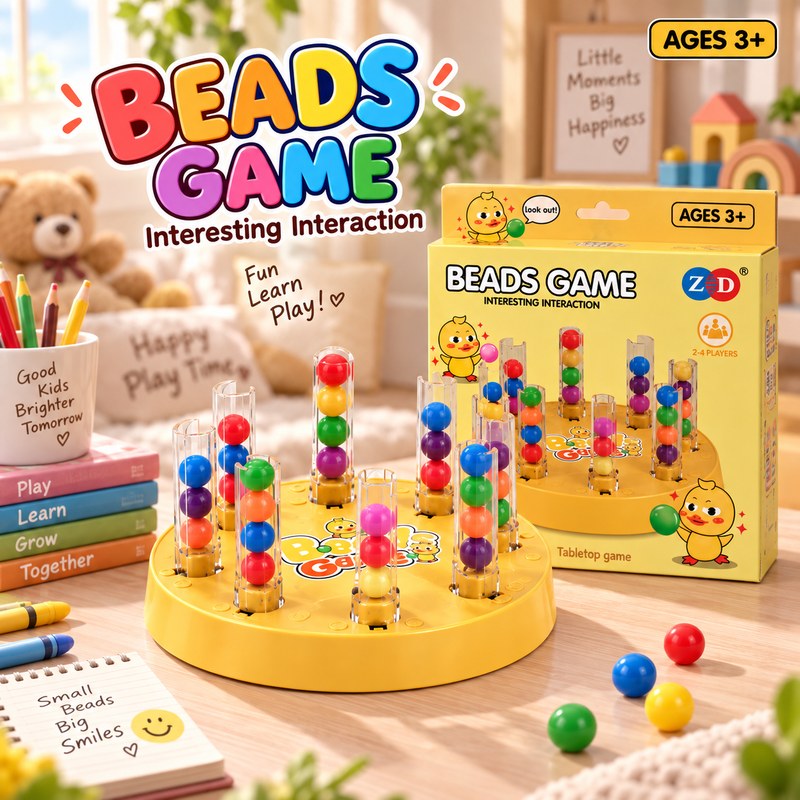 AGES 3+
BEADS
GAME
Interesting Interaction
Little
Moments
Big
Happiness
Fun
Learn
Play!
Happy
Play Time
Good
Kids
Brighter
Tomorrow
Play
Learn
Grow
Together
Small
Beads
Big
Smiles
look out!
AGES 3+
BEADS GAME
INTERESTING INTERACTION
Z D ®
2-4 PLAYERS
Tabletop game
Beads
Game